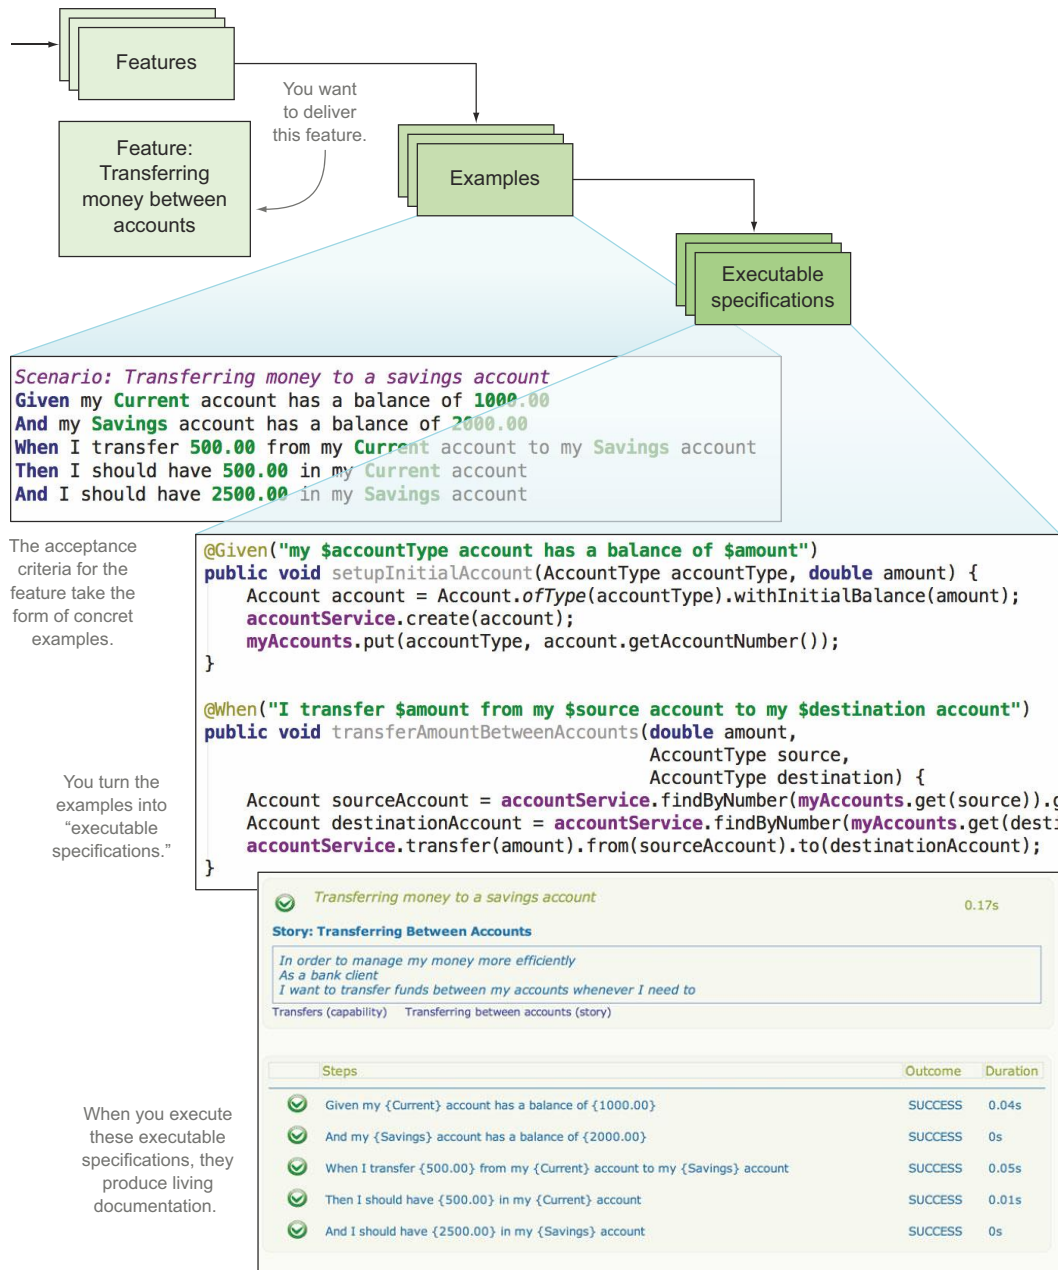 Features
You want
to deliver
this feature.
Feature:
Transferring
money between
accounts
Examples
Executable
specifications
Scenario: Transferring money to a savings account
Given my Current account has a balance of 1000.00
And my Savings account has a balance of 2000.00
When I transfer 500.00 from my Current account to my Savings account
Then I should have 500.00 in my Current account
And I should have 2500.00 in my Savings account
The acceptance
criteria for the
feature take the
form of concret
examples.
@Given("my $accountType account has a balance of $amount")
public void setupInitialAccount(AccountType accountType, double amount) {
Account account = Account.ofType(accountType).withInitialBalance(amount);
accountService.create(account);
myAccounts.put(accountType, account.getAccountNumber());
}
@When("I transfer $amount from my $source account to my $destination account")
public void transferAmountBetweenAccounts(double amount,
AccountType source,
AccountType destination) {
Account sourceAccount = accountService.findByNumber(myAccounts.get(source)).g
Account destinationAccount = accountService.findByNumber(myAccounts.get(desti
accountService.transfer(amount).from(sourceAccount).to(destinationAccount);
}
You turn the
examples into
“executable
specifications.”
Transferring money to a savings account 0.17s
Story: Transferring Between Accounts
In order to manage my money more efficiently
As a bank client
I want to transfer funds between my accounts whenever I need to
Transfers (capability) Transferring between accounts (story)
Steps Outcome Duration
Given my {Current} account has a balance of {1000.00} SUCCESS 0.04s
And my {Savings} account has a balance of {2000.00} SUCCESS 0s
When I transfer {500.00} from my {Current} account to my {Savings} account SUCCESS 0.05s
Then I should have {500.00} in my {Current} account SUCCESS 0.01s
And I should have {2500.00} in my {Savings} account SUCCESS 0s
When you execute
these executable
specifications, they
produce living
documentation.